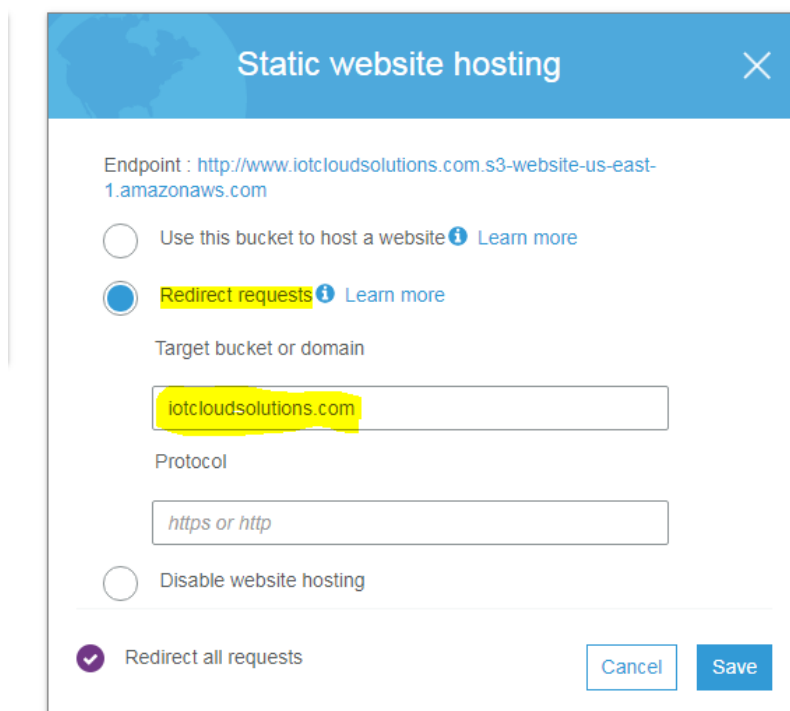 Static website hosting
Endpoint : http://www.iotcloudsolutions.com.s3-website-us-east-
1.amazonaws.com
Use this bucket to host a website Learn more
Redirect requests Learn more
Target bucket or domain
iotcloudsolutions.com
Protocol
https or http
Disable website hosting
Redirect all requests
Cancel
Save